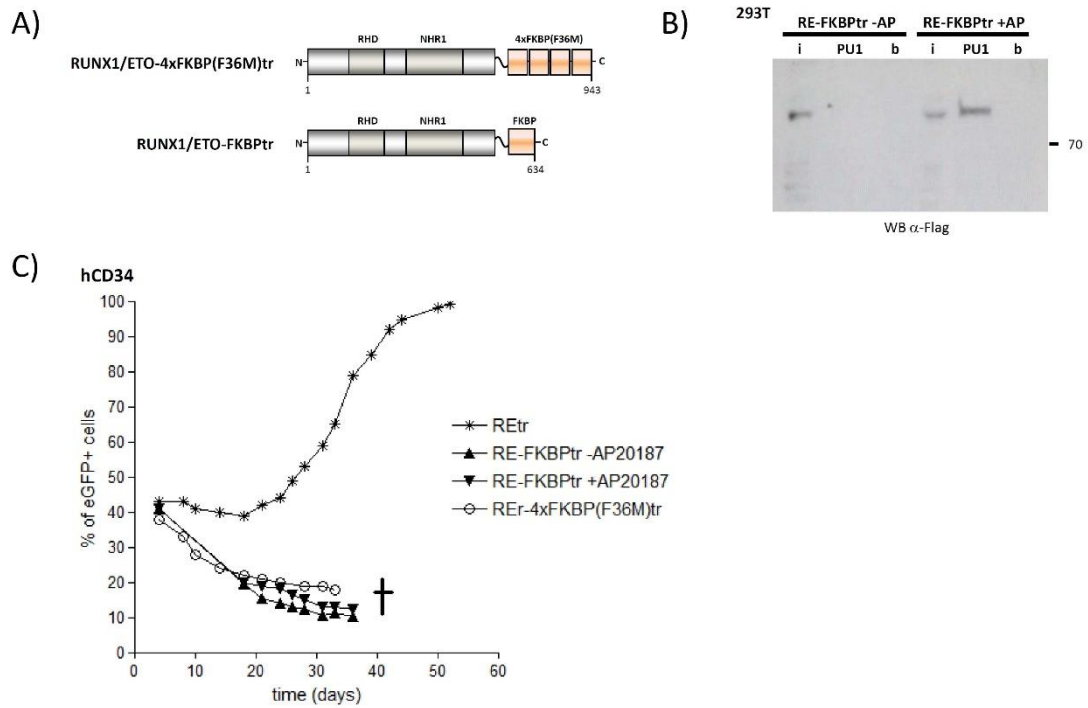 A)
RHD NHR1 4xFKBP(F36M)
RUNX1/ETO-4xFKBP(F36M)tr N C
1 943
RHD NHR1 FKBP
RUNX1/ETO-FKBPtr N C
1 634
B) 293T
RE-FKBPtr -AP RE-FKBPtr +AP
i PU1 b i PU1 b
70
WB α-Flag
C) hCD34
% of eGFP+ cells
100
90
80
70
60
50
40
30
20
10
0
0 10 20 30 40 50 60
time (days)
REtr
RE-FKBPtr -AP20187
RE-FKBPtr +AP20187
REr-4xFKBP(F36M)tr